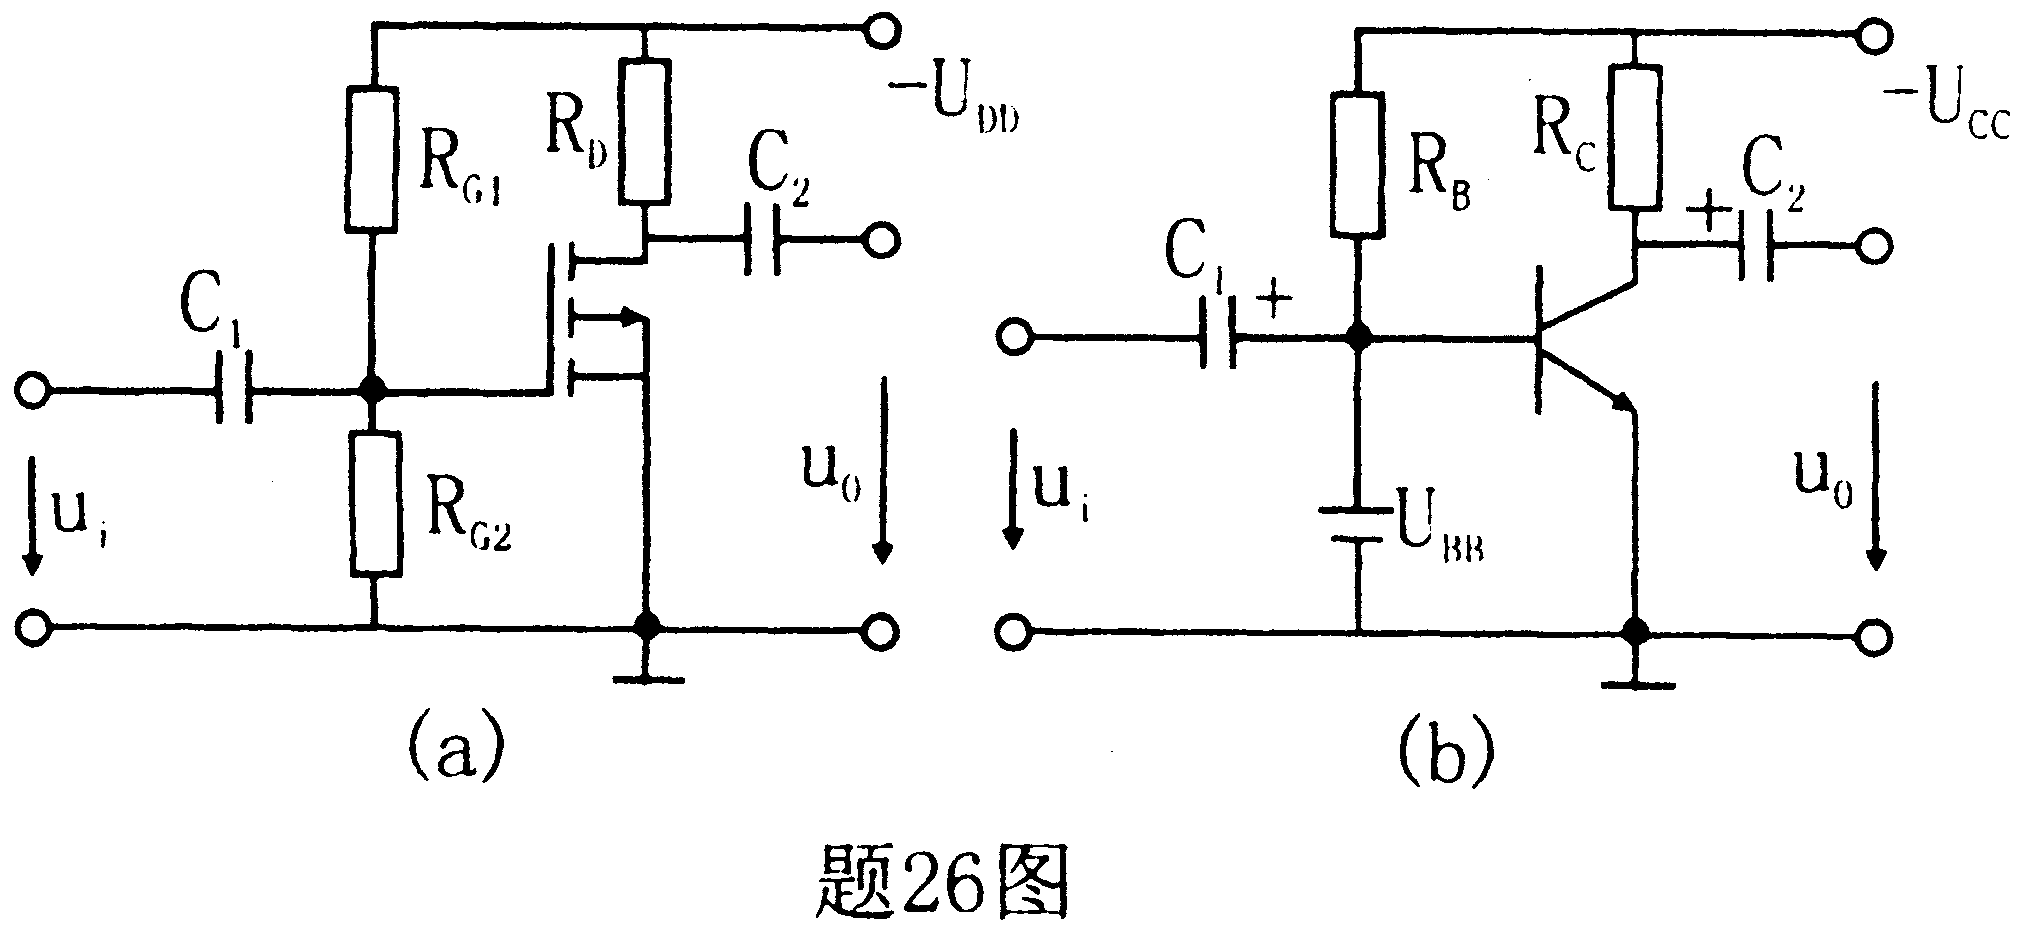 R_G1 R_D -U_DD
C_2
C_1
R_G2
u_i u_0
(a)
R_B R_C -U_CC
+ C_2
C_1 +
U_BB
u_i u_0
(b)
题26图